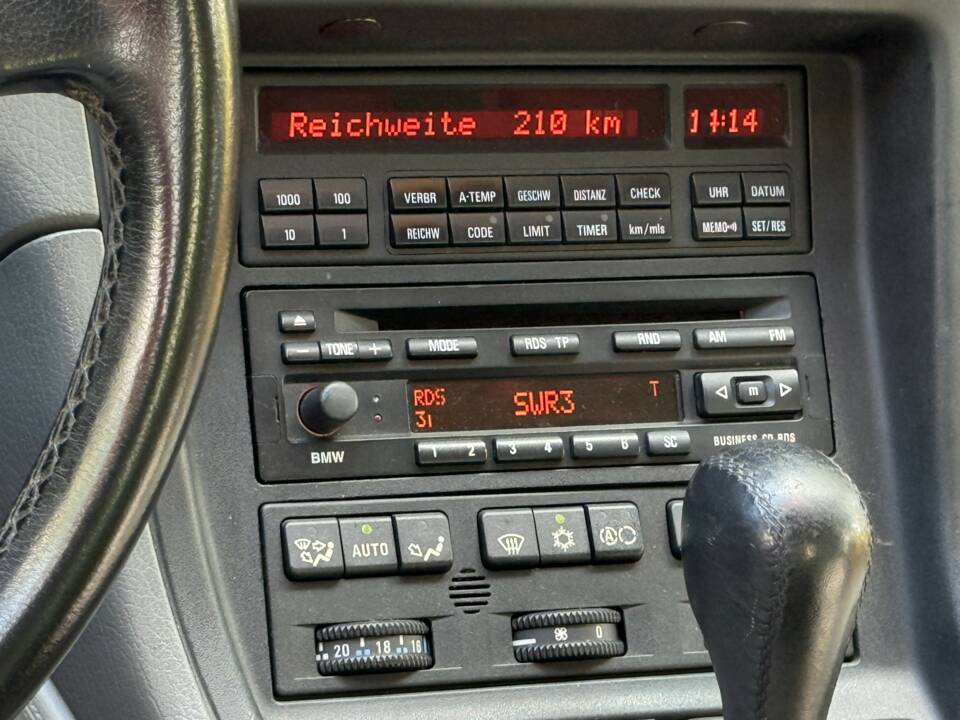 Reichweite 210 km 11:14
1000 100 VERBR A-TEMP GESCHW DISTANZ CHECK UHR DATUM
10 1 REICHW CODE LIMIT TIMER km/mls MEMO SET/RES
− TONE + MODE RDS TP RND AM FM
RDS SWR3 T
31
m
1 2 3 4 5 6 SC
BMW BUSINESS CD RDS
AUTO A
20 18 16 0